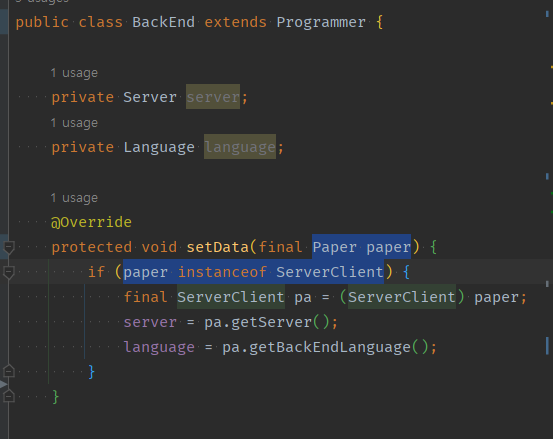 5 usages
public class BackEnd extends Programmer {
1 usage
private Server server;
1 usage
private Language language;
1 usage
@Override
protected void setData(final Paper paper) {
if (paper instanceof ServerClient) {
final ServerClient pa = (ServerClient) paper;
server = pa.getServer();
language = pa.getBackEndLanguage();
}
}